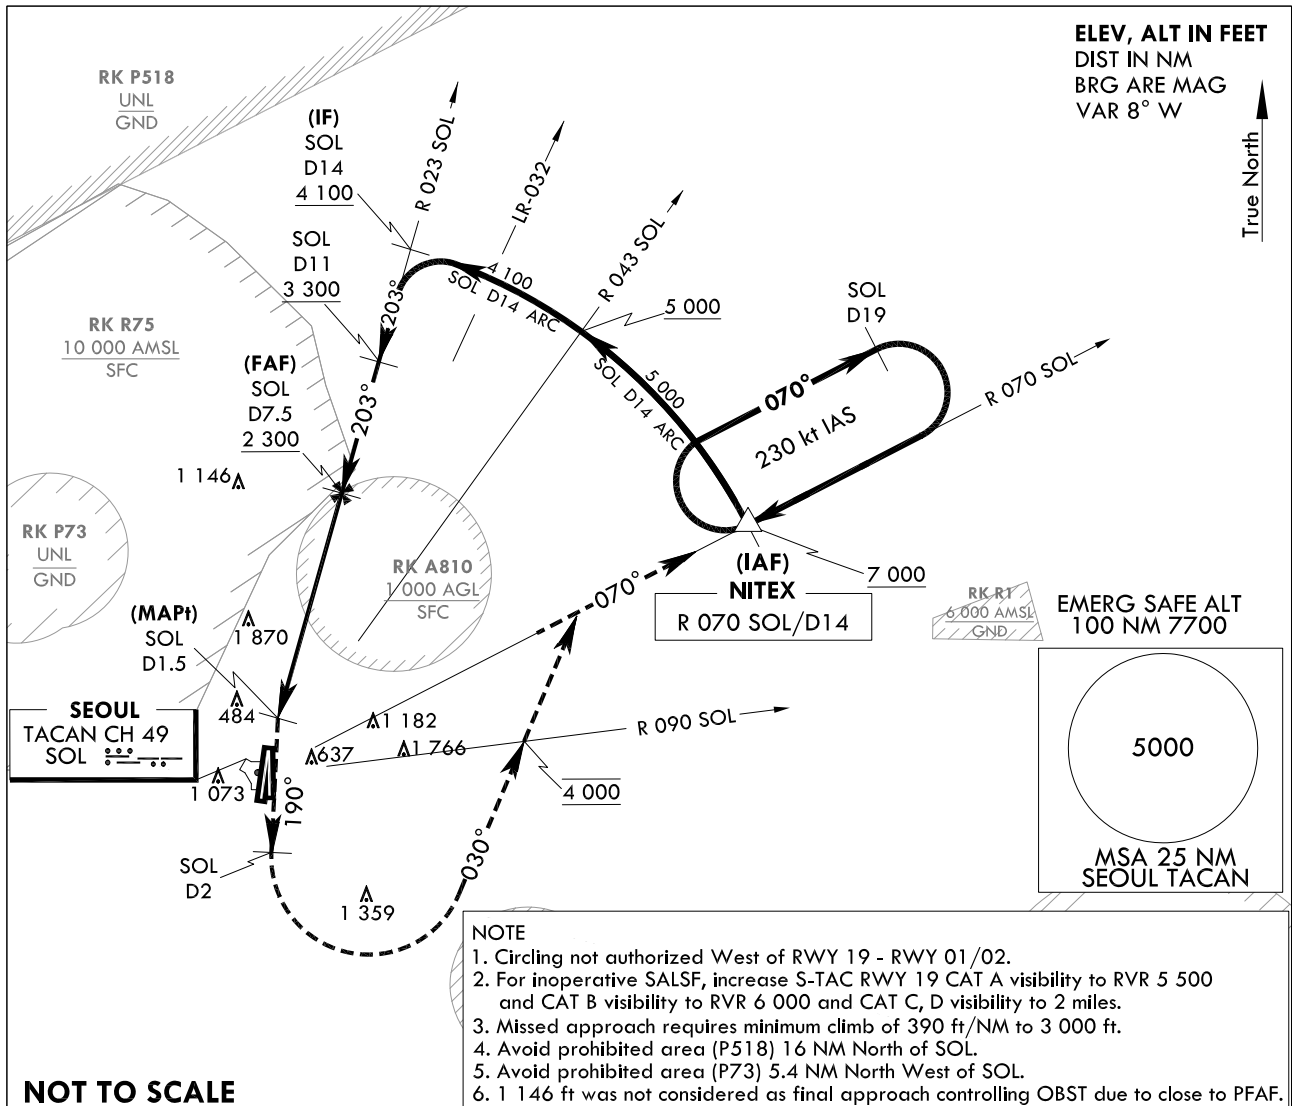 ELEV, ALT IN FEET
DIST IN NM
BRG ARE MAG
VAR 8° W
True North
RK P518
UNL
GND
(IF)
SOL
D14
4 100
R 023 SOL
LR-032
R 043 SOL
SOL
D11
3 300
203°
4 100
SOL D14 ARC
5 000
SOL
D19
RK R75
10 000 AMSL
SFC
(FAF)
SOL
D7.5
2 300
203°
5 000
SOL D14 ARC
070°
230 kt IAS
R 070 SOL
1 146
RK P73
UNL
GND
RK A810
1 000 AGL
SFC
070°
(IAF)
NITEX
R 070 SOL/D14
7 000
RK R1
6 000 AMSL
GND
EMERG SAFE ALT
100 NM 7700
(MAPt)
SOL
D1.5
1 870
484
SEOUL
TACAN CH 49
SOL
1 182
637
1 766
R 090 SOL
5000
1 073
190°
4 000
030°
SOL
D2
1 359
MSA 25 NM
SEOUL TACAN
NOTE
1. Circling not authorized West of RWY 19 - RWY 01/02.
2. For inoperative SALSF, increase S-TAC RWY 19 CAT A visibility to RVR 5 500
and CAT B visibility to RVR 6 000 and CAT C, D visibility to 2 miles.
3. Missed approach requires minimum climb of 390 ft/NM to 3 000 ft.
4. Avoid prohibited area (P518) 16 NM North of SOL.
5. Avoid prohibited area (P73) 5.4 NM North West of SOL.
6. 1 146 ft was not considered as final approach controlling OBST due to close to PFAF.
NOT TO SCALE